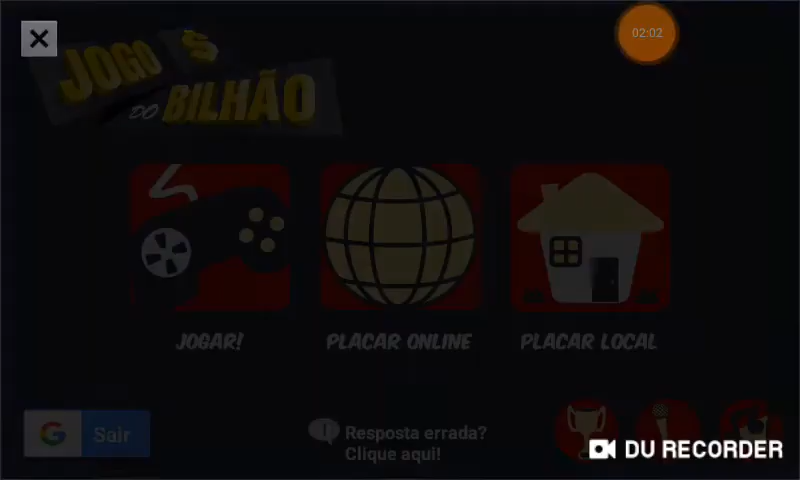 02:02
JOGO $
DO BILHÃO
JOGAR!
PLACAR ONLINE
PLACAR LOCAL
G Sair
Resposta errada?
Clique aqui!
DU RECORDER